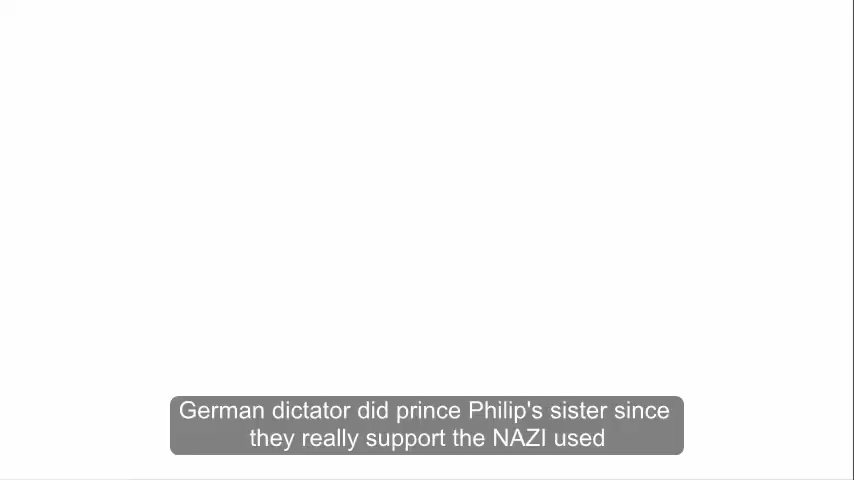 German dictator did prince Philip's sister since
they really support the NAZI used